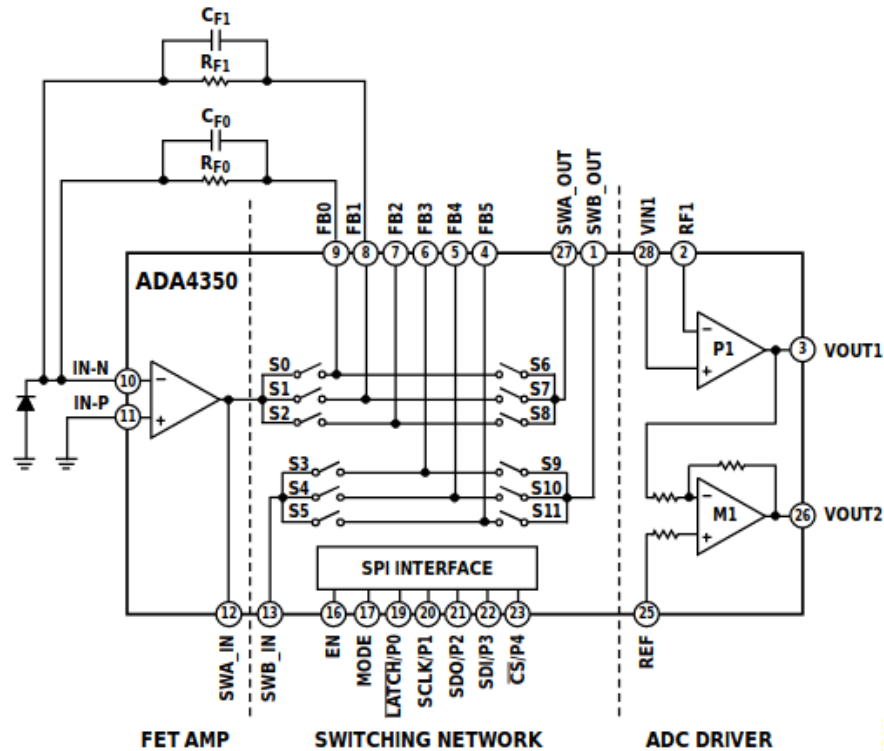 CF1
RF1
CF0
RF0
FB0
FB1
FB2
FB3
FB4
FB5
SWA_OUT
SWB_OUT
VIN1
RF1
9
8
7
6
5
4
27
1
28
2
ADA4350
IN-N
10
−
IN-P
11
+
S0
S1
S2
S6
S7
S8
S3
S4
S5
S9
S10
S11
−
P1
+
3
VOUT1
−
M1
+
26
VOUT2
SPI INTERFACE
12
13
16
17
19
20
21
22
23
25
SWA_IN
SWB_IN
EN
MODE
LATCH/P0
SCLK/P1
SDO/P2
SDI/P3
CS/P4
REF
FET AMP
SWITCHING NETWORK
ADC DRIVER